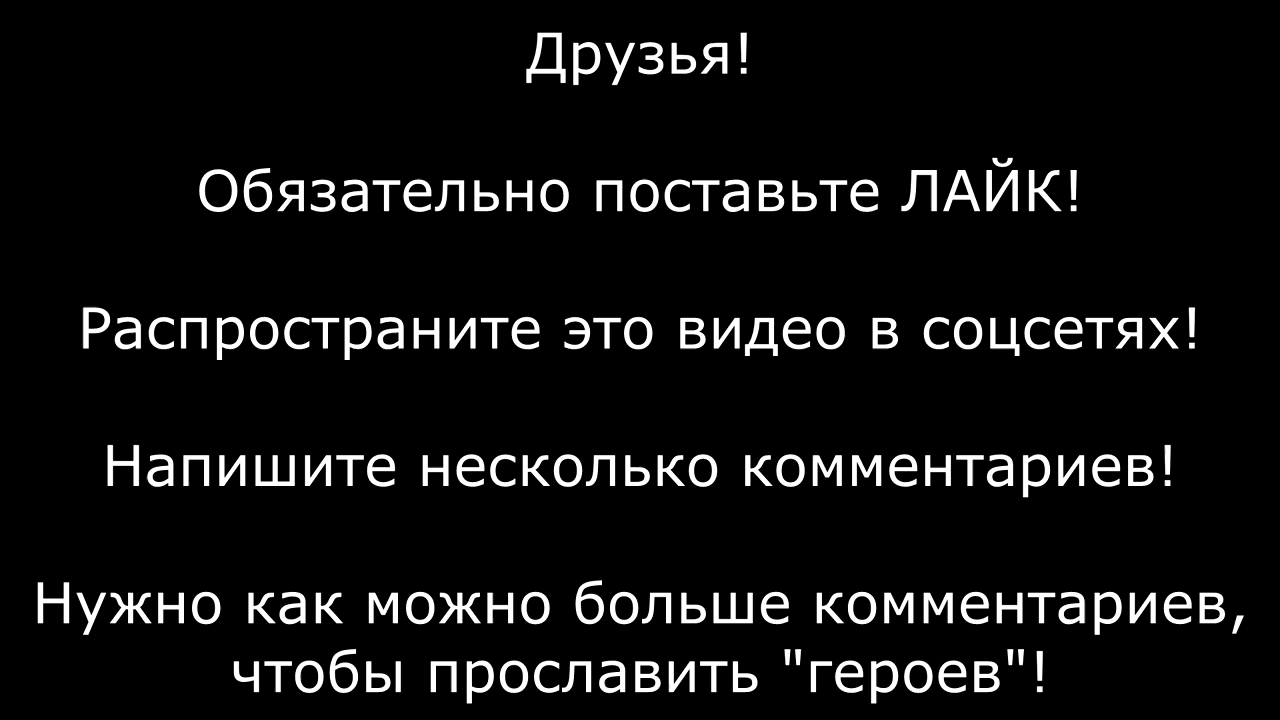 Друзья!
Обязательно поставьте ЛАЙК!
Распространите это видео в соцсетях!
Напишите несколько комментариев!
Нужно как можно больше комментариев,
чтобы прославить "героев"!